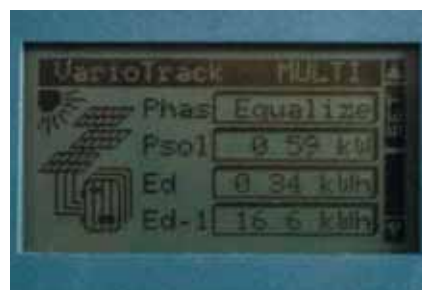 VarioTrack MULTI
Phas Equalize
Psol 0.59 kW
Ed 0.34 kWh
Ed-1 16.6 kWh